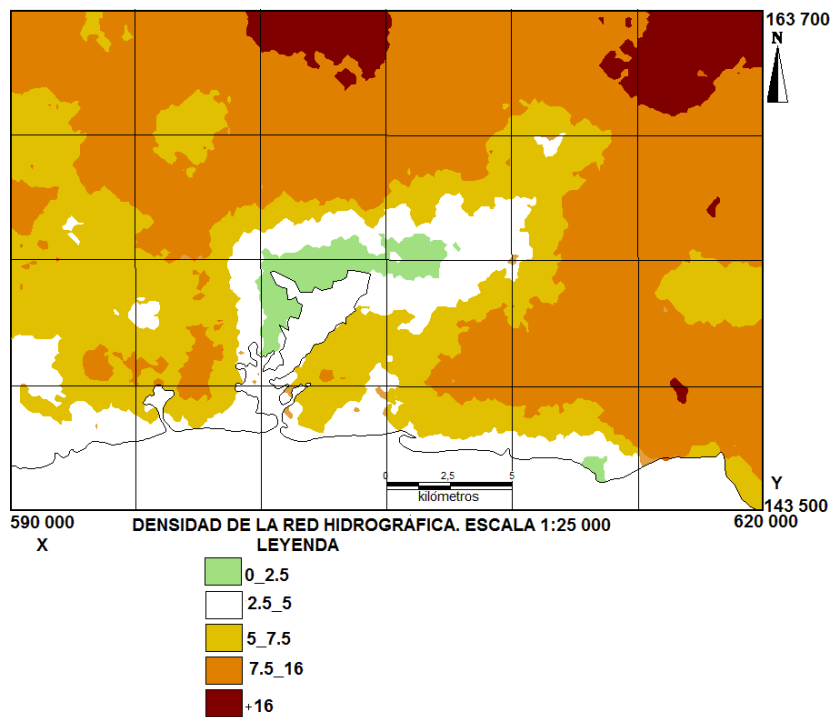 163 700
N
0 2,5 5
kilómetros
Y
590 000 DENSIDAD DE LA RED HIDROGRAFICA. ESCALA 1:25 000 620 000
143 500
X LEYENDA
0_2.5
2.5_5
5_7.5
7.5_16
+16